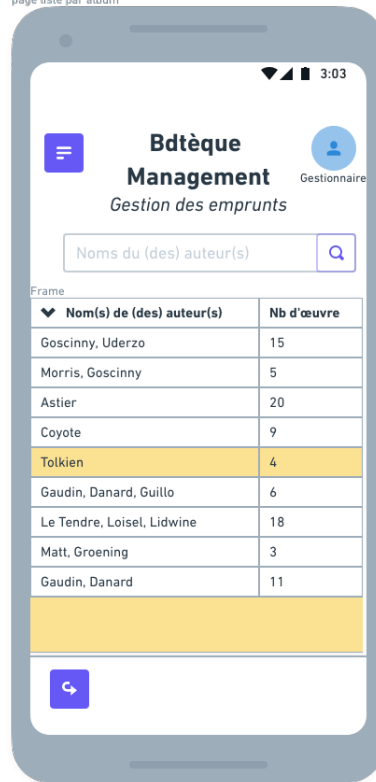 page liste par album
3:03
Bdtèque
Management
Gestionnaire
Gestion des emprunts
Noms du (des) auteur(s)
Frame
Nom(s) de (des) auteur(s) Nb d'œuvre
Goscinny, Uderzo 15
Morris, Goscinny 5
Astier 20
Coyote 9
Tolkien 4
Gaudin, Danard, Guillo 6
Le Tendre, Loisel, Lidwine 18
Matt, Groening 3
Gaudin, Danard 11